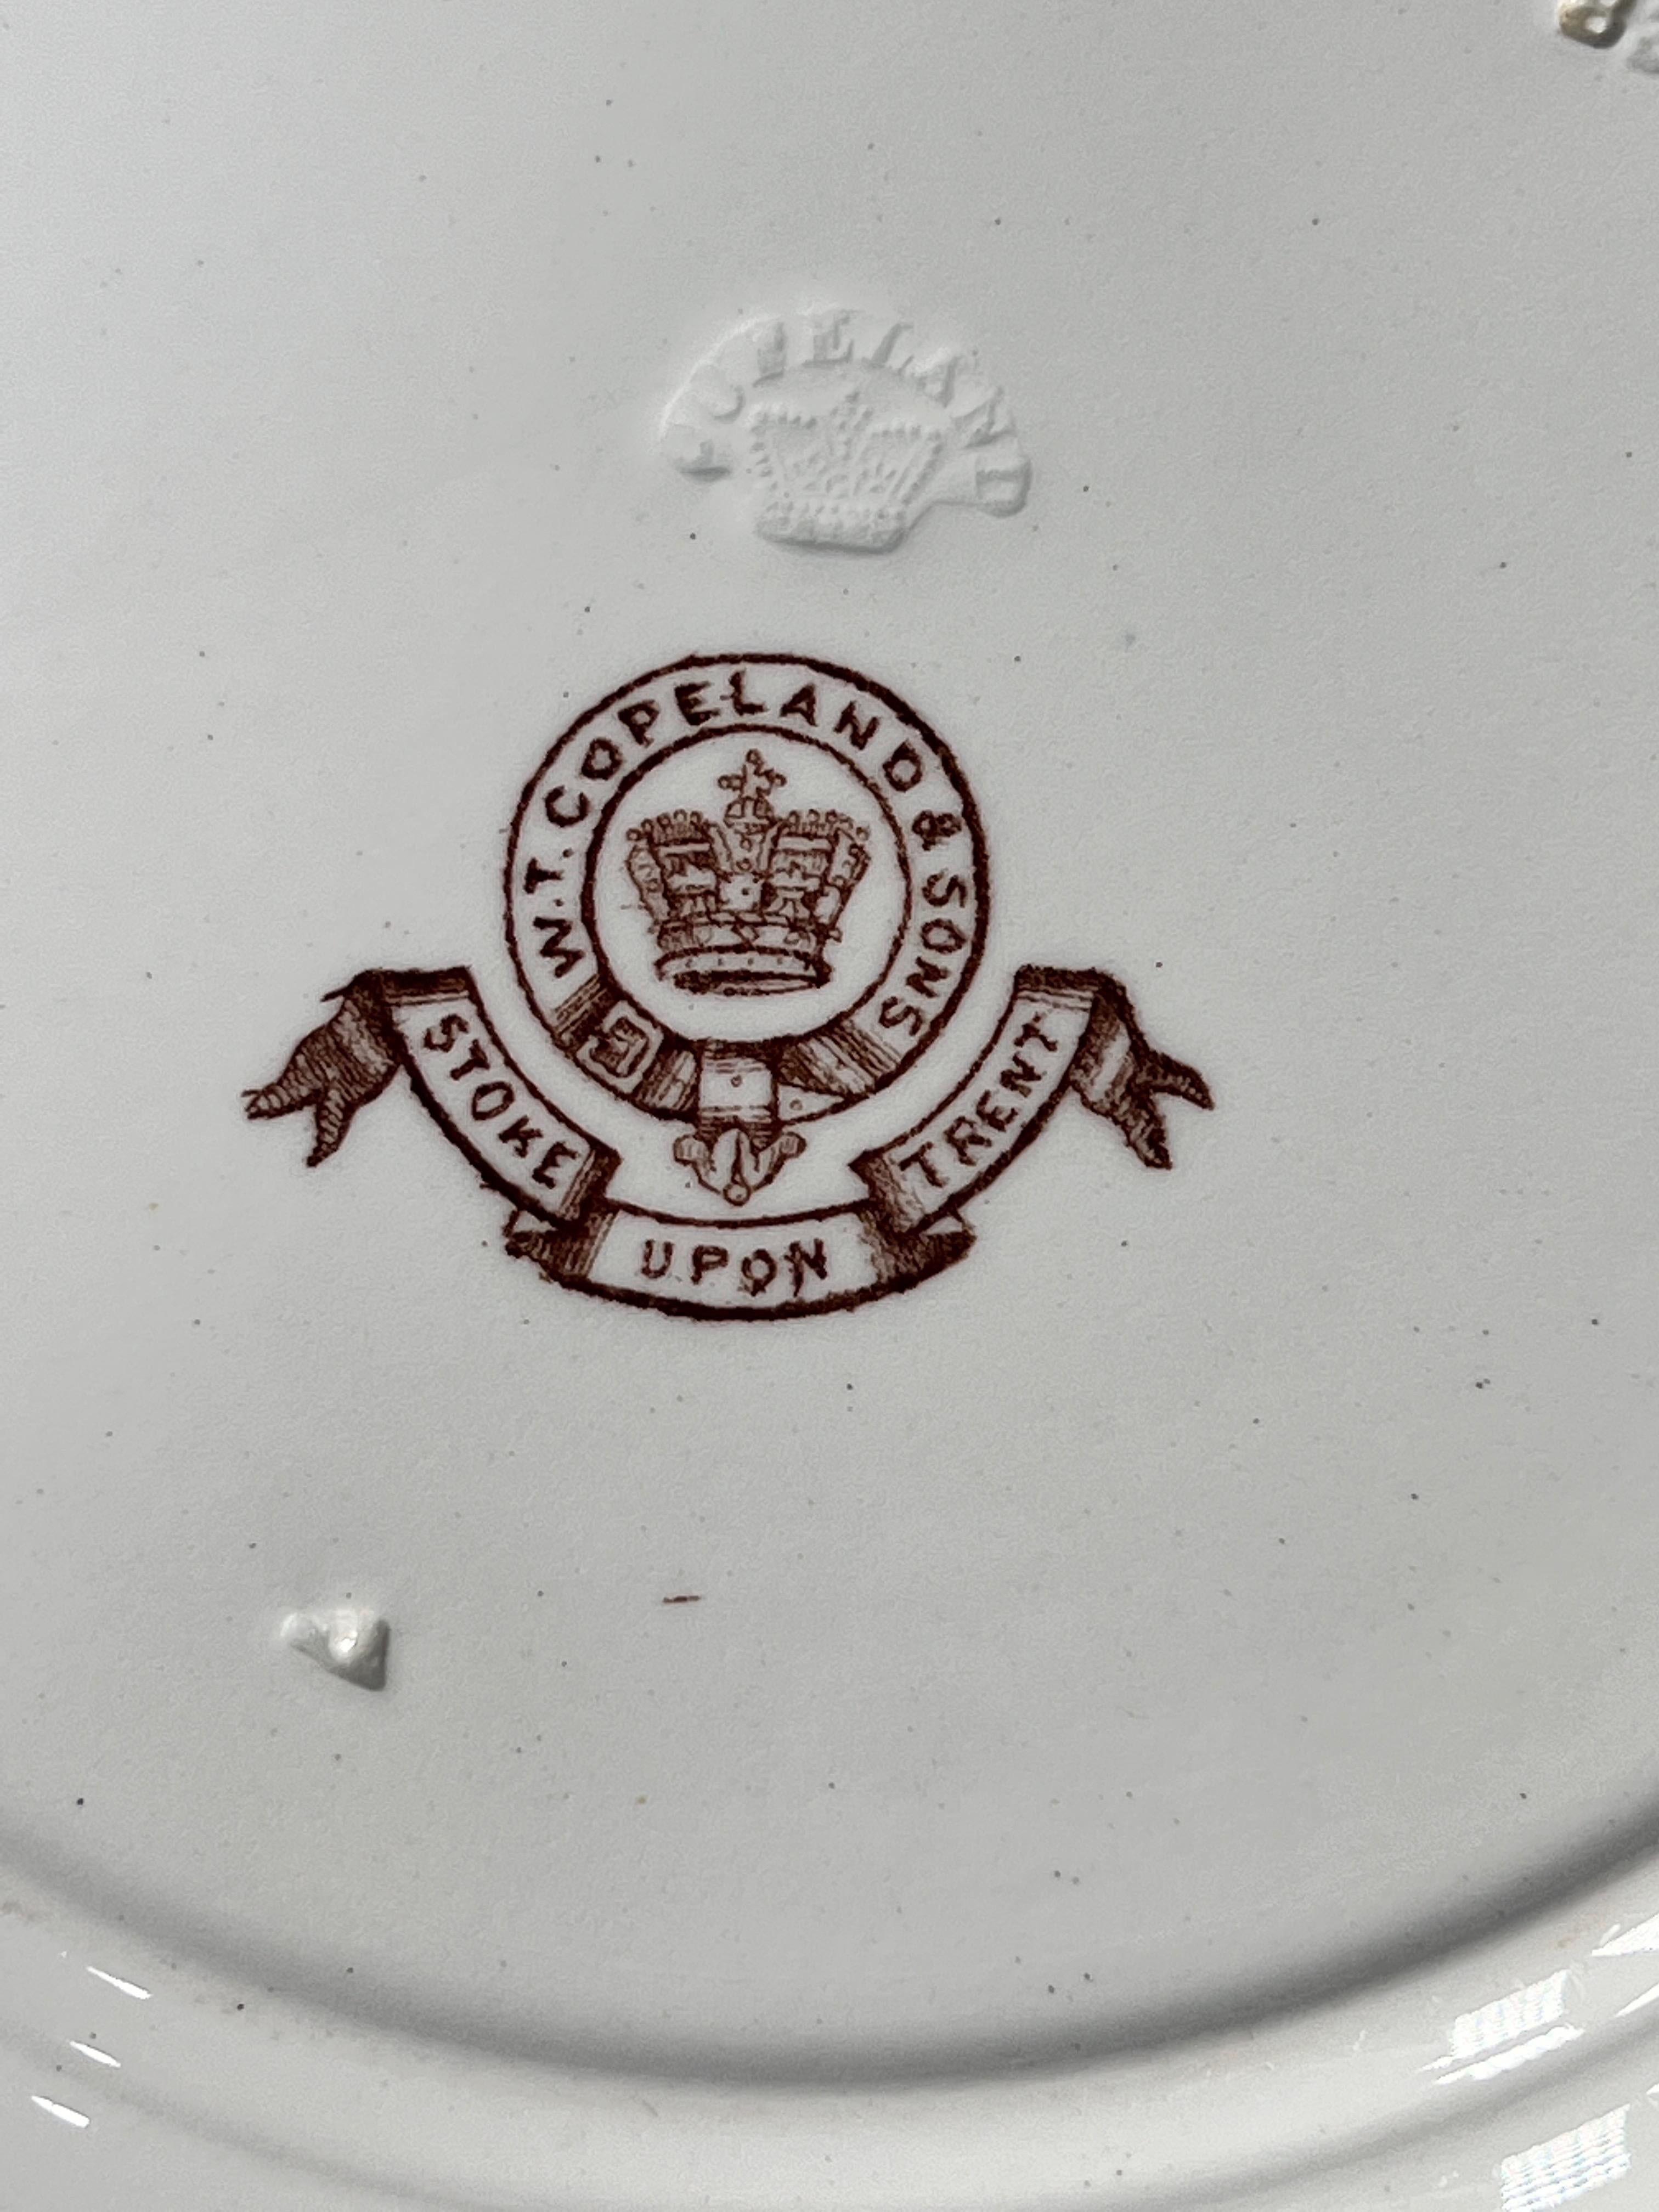 COPELAND
W.T. COPELAND & SONS
STOKE UPON TRENT